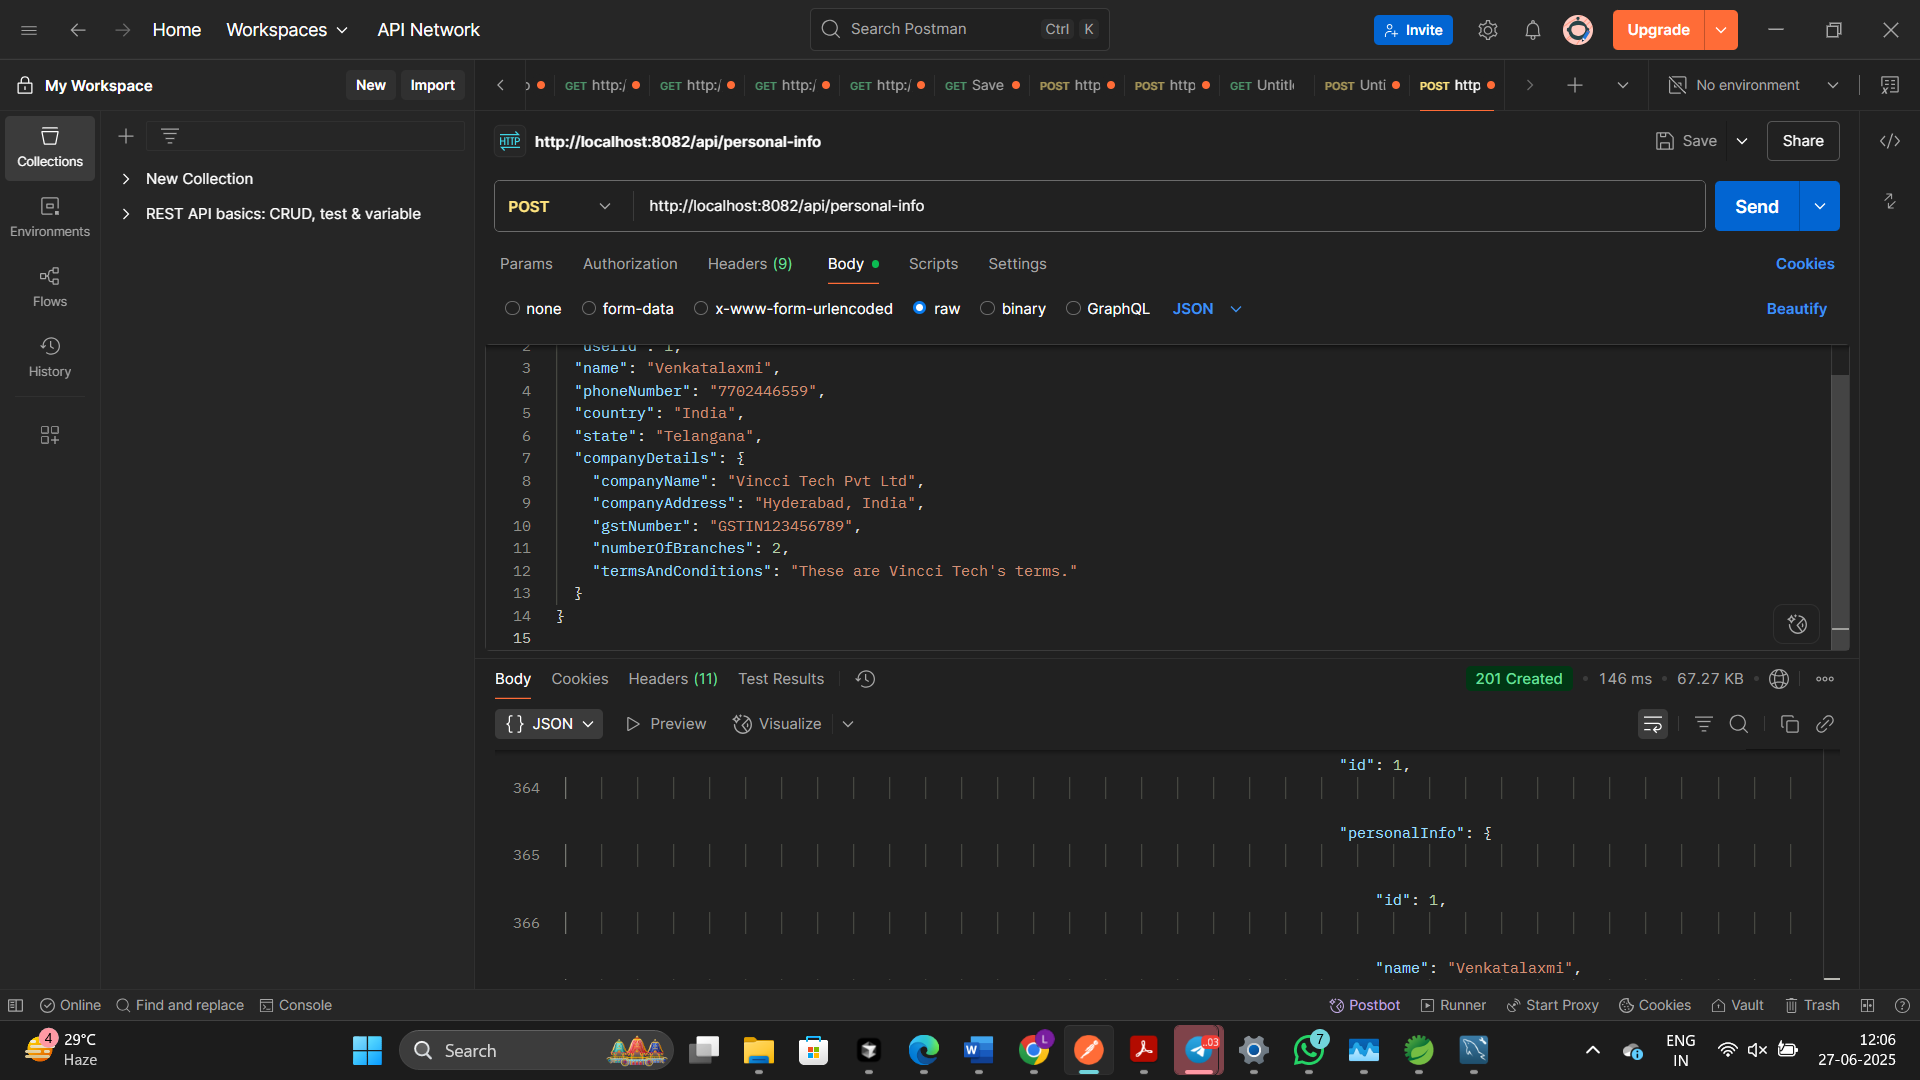 Home Workspaces API Network Search Postman Ctrl K Invite Upgrade
My Workspace New Import GET http:/ GET http:/ GET http:/ GET http:/ GET Save POST http POST http GET Untitl POST Unti POST http No environment
Collections
Environments
Flows
History
New Collection
REST API basics: CRUD, test & variable
HTTP http://localhost:8082/api/personal-info Save Share
POST http://localhost:8082/api/personal-info Send
Params Authorization Headers (9) Body Scripts Settings Cookies
none form-data x-www-form-urlencoded raw binary GraphQL JSON Beautify
2 "userId": 1,
3 "name": "Venkatalaxmi",
4 "phoneNumber": "7702446559",
5 "country": "India",
6 "state": "Telangana",
7 "companyDetails": {
8 "companyName": "Vincci Tech Pvt Ltd",
9 "companyAddress": "Hyderabad, India",
10 "gstNumber": "GSTIN123456789",
11 "numberOfBranches": 2,
12 "termsAndConditions": "These are Vincci Tech's terms."
13 }
14 }
15
Body Cookies Headers (11) Test Results 201 Created 146 ms 67.27 KB
{} JSON Preview Visualize
"id": 1,
364
"personalInfo": {
365
"id": 1,
366
"name": "Venkatalaxmi",
Online Find and replace Console Postbot Runner Start Proxy Cookies Vault Trash
4 29°C
Haze
Search
L
.03
7
ENG
IN
12:06
27-06-2025